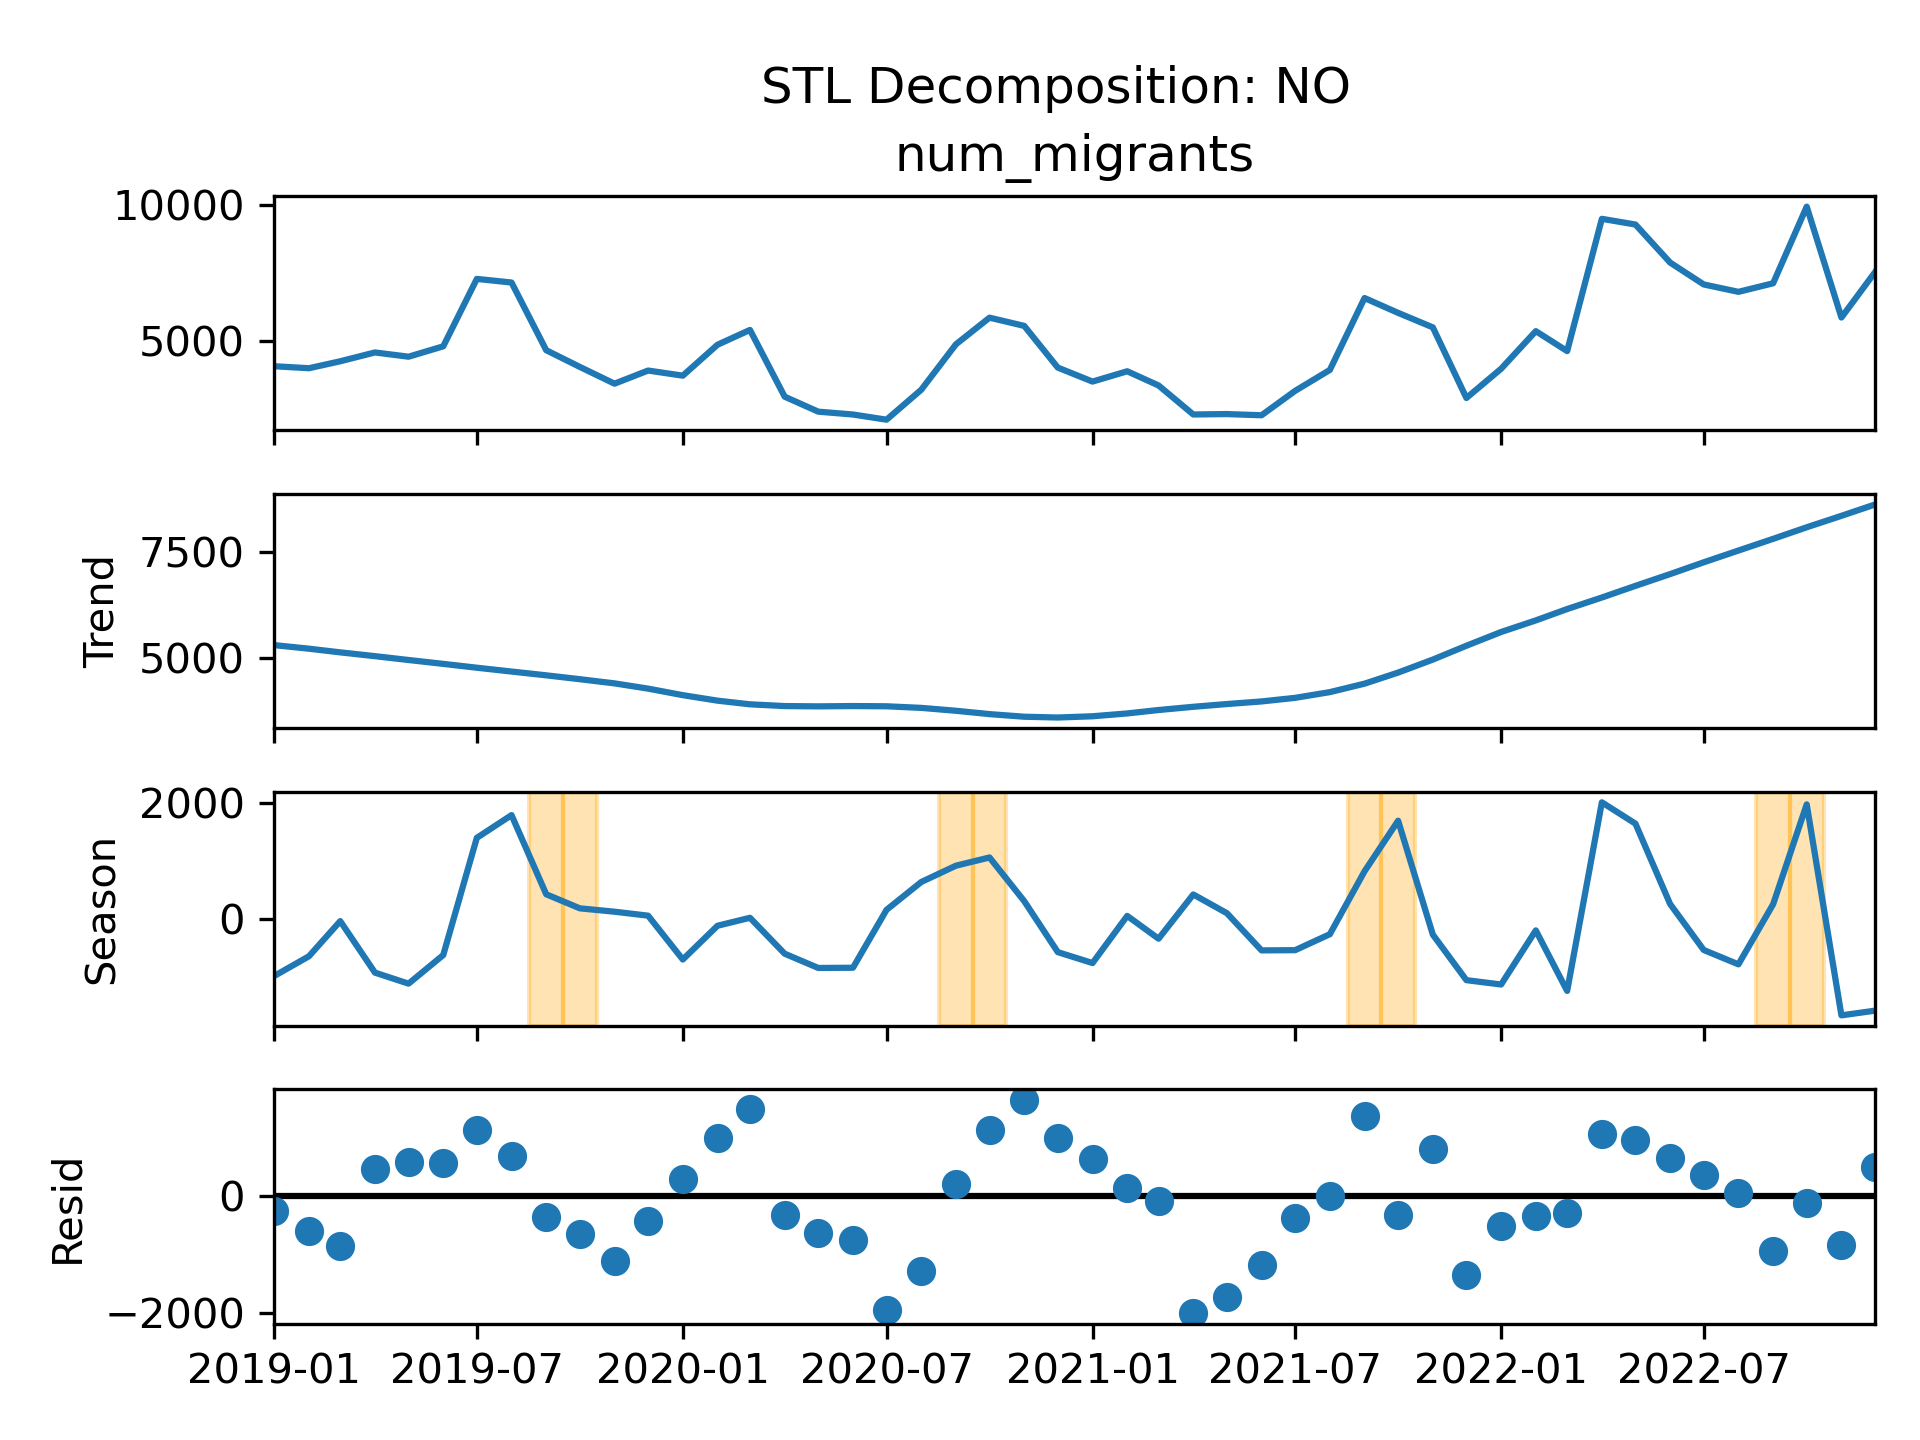 STL Decomposition: NO
num_migrants
10000
5000
Trend
7500
5000
Season
2000
0
Resid
0
−2000
2019-01 2019-07 2020-01 2020-07 2021-01 2021-07 2022-01 2022-07